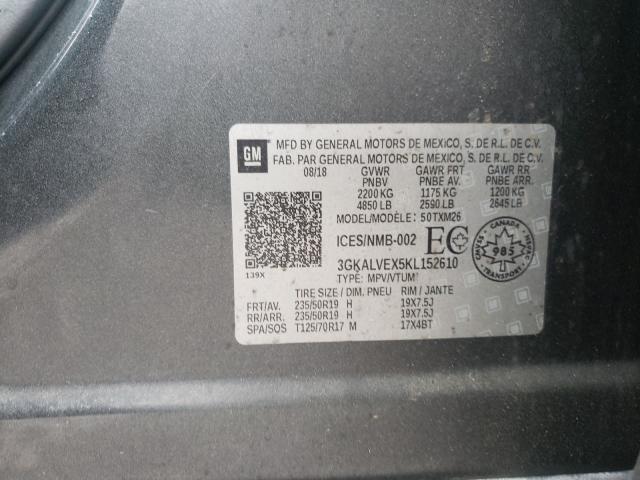 GM
MFD BY GENERAL MOTORS DE MEXICO, S. DE R.L. DE C.V.
FAB. PAR GENERAL MOTORS DE MEXICO, S. DE R.L. DE C.V.
08/18 GVWR GAWR FRT GAWR RR
PNBV PNBE AV. PNBE ARR.
2200 KG 1175 KG 1200 KG
4850 LB 2590 LB 2645 LB
MODEL/MODÈLE: 50TXM26
ICES/NMB-002 EC
CANADA
985
TRANSPORT
3GKALVEX5KL152610
139X TYPE: MPV/VTUM
TIRE SIZE / DIM. PNEU RIM / JANTE
FRT/AV. 235/50R19 H 19X7.5J
RR/ARR. 235/50R19 H 19X7.5J
SPA/SOS T125/70R17 M 17X4BT